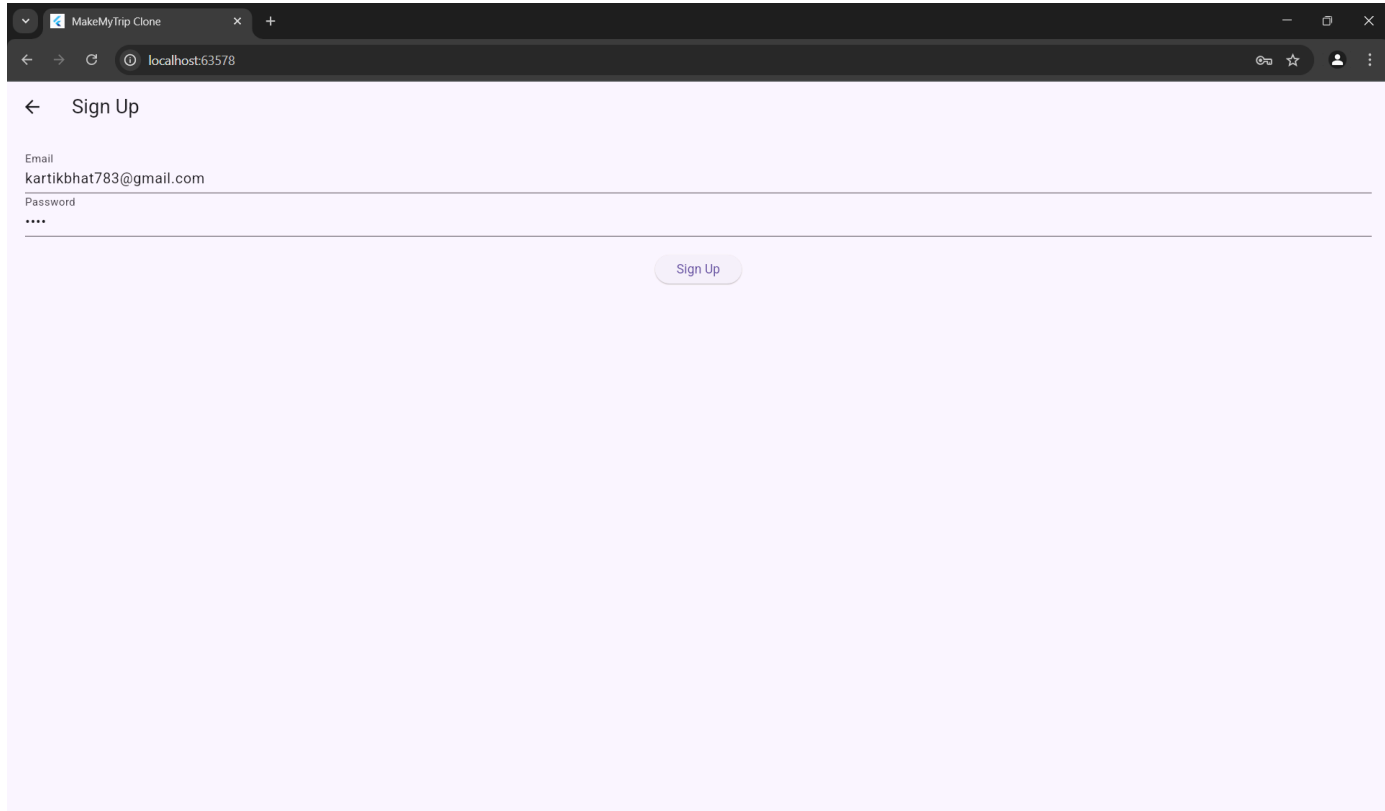 MakeMyTrip Clone
localhost:63578
Sign Up
Email
kartikbhat783@gmail.com
Password
••••
Sign Up